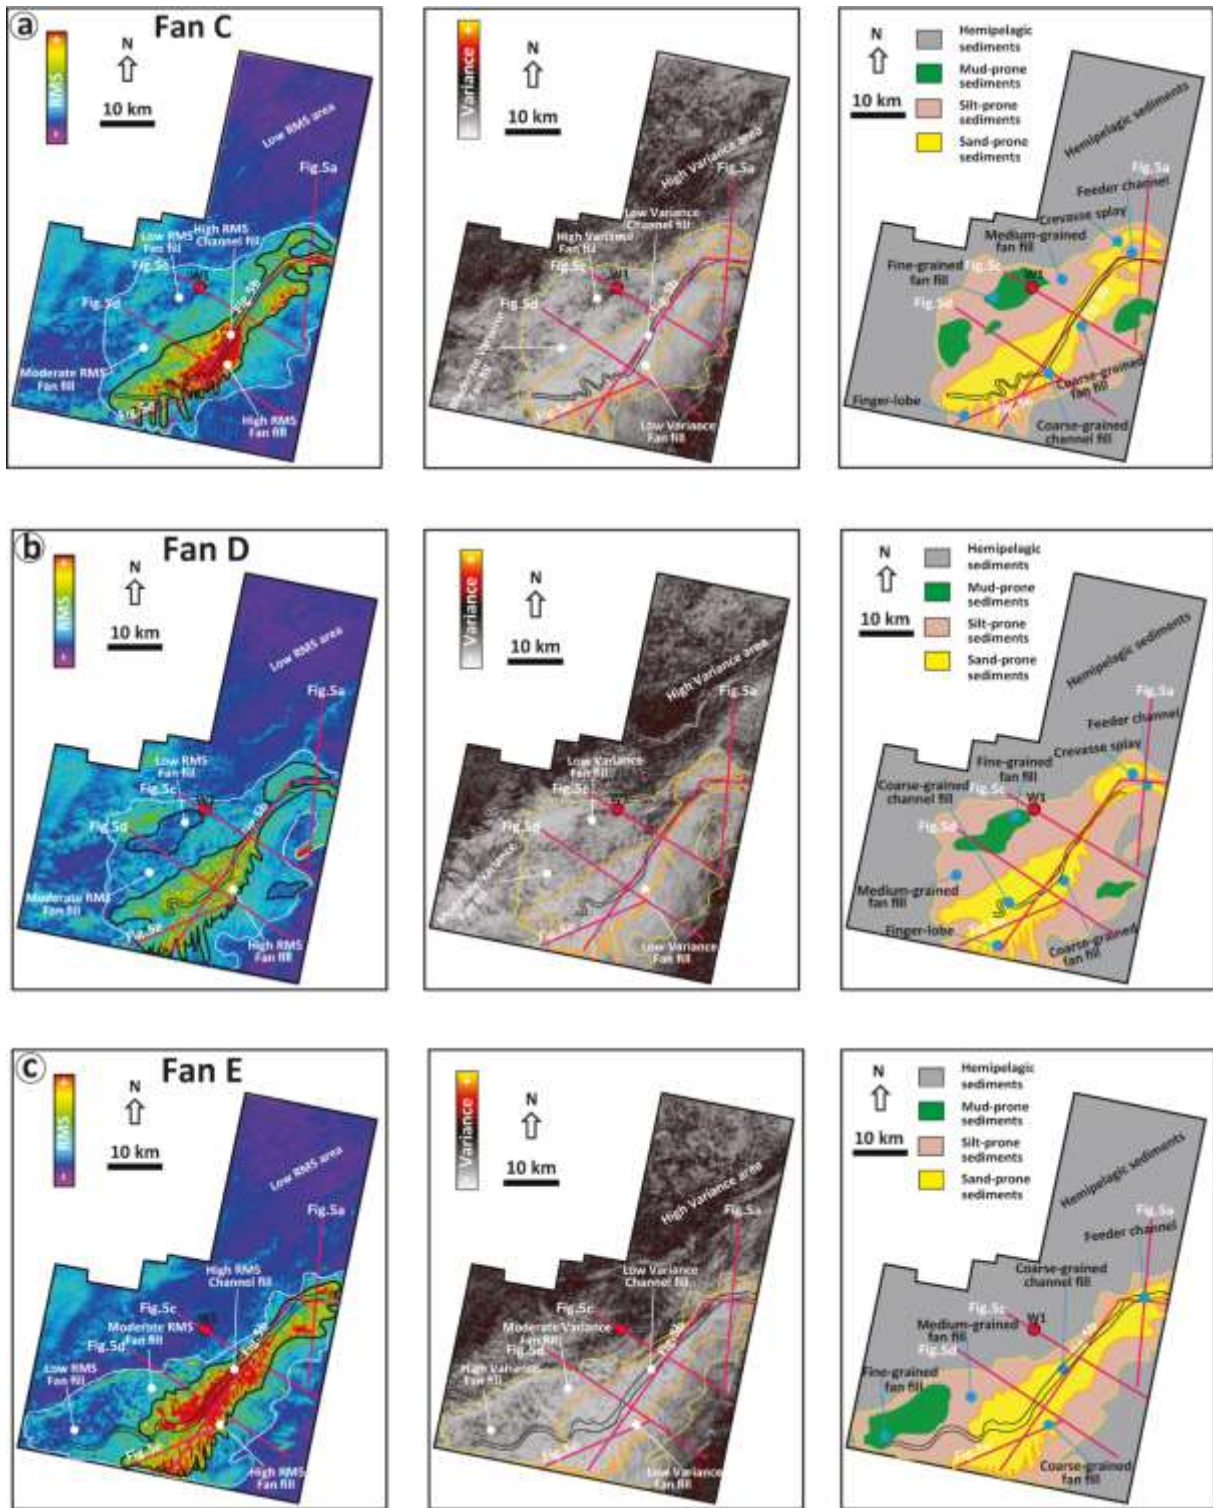 a
Fan C
RMS
+
-
N
10 km
Low RMS area
Fig.5a
High RMS
Channel fill
Low RMS
Fan fill
Fig.5c
Fig.5b
Fig.5d
Moderate RMS
Fan fill
High RMS
Fan fill
Variance
N
10 km
High Variance area
Low Variance
Channel fill
High Variance
Fan fill
Fig.5c
W1
Fig.5d
Fig.5b
Fig.5a
Low Variance
Fan fill
N
10 km
Hemipelagic
sediments
Mud-prone
sediments
Silt-prone
sediments
Sand-prone
sediments
Hemipelagic sediments
Fig.5a
Feeder channel
Crevasse splay
Medium-grained
fan fill
Fine-grained
fan fill
Fig.5c
W1
Fig.5d
Coarse-grained
fan fill
Finger-lobe
Coarse-grained
channel fill
b
Fan D
RMS
+
-
N
10 km
Low RMS area
Fig.5a
Low RMS
Fan fill
Fig.5c
Fig.5b
Fig.5d
Moderate RMS
Fan fill
Fig.5e
High RMS
Fan fill
Variance
N
10 km
High Variance area
Fig.5a
Low Variance
Fan fill
Fig.5c
W1
Fig.5d
Fig.5b
Low Variance
Fan fill
N
10 km
Hemipelagic
sediments
Mud-prone
sediments
Silt-prone
sediments
Sand-prone
sediments
Hemipelagic sediments
Fig.5a
Feeder channel
Crevasse splay
Fine-grained
fan fill
Coarse-grained
channel fill
Fig.5c
W1
Fig.5d
Medium-grained
fan fill
Finger-lobe
Coarse-grained
fan fill
c
Fan E
RMS
+
-
N
10 km
Low RMS area
Fig.5a
High RMS
Channel fill
Fig.5c
W1
Moderate RMS
Fan fill
Fig.5b
Fig.5d
Low RMS
Fan fill
Fig.5e
High RMS
Fan fill
Variance
N
10 km
High Variance area
Fig.5a
Low Variance
Channel fill
Fig.5c
Moderate Variance
Fan fill
Fig.5d
Fig.5b
High Variance
Fan fill
Fig.5e
Low Variance
Fan fill
N
10 km
Hemipelagic
sediments
Mud-prone
sediments
Silt-prone
sediments
Sand-prone
sediments
Hemipelagic sediments
Fig.5a
Feeder channel
Coarse-grained
channel fill
Fig.5c
W1
Medium-grained
fan fill
Fig.5b
Fig.5d
Fine-grained
fan fill
Coarse-grained
fan fill